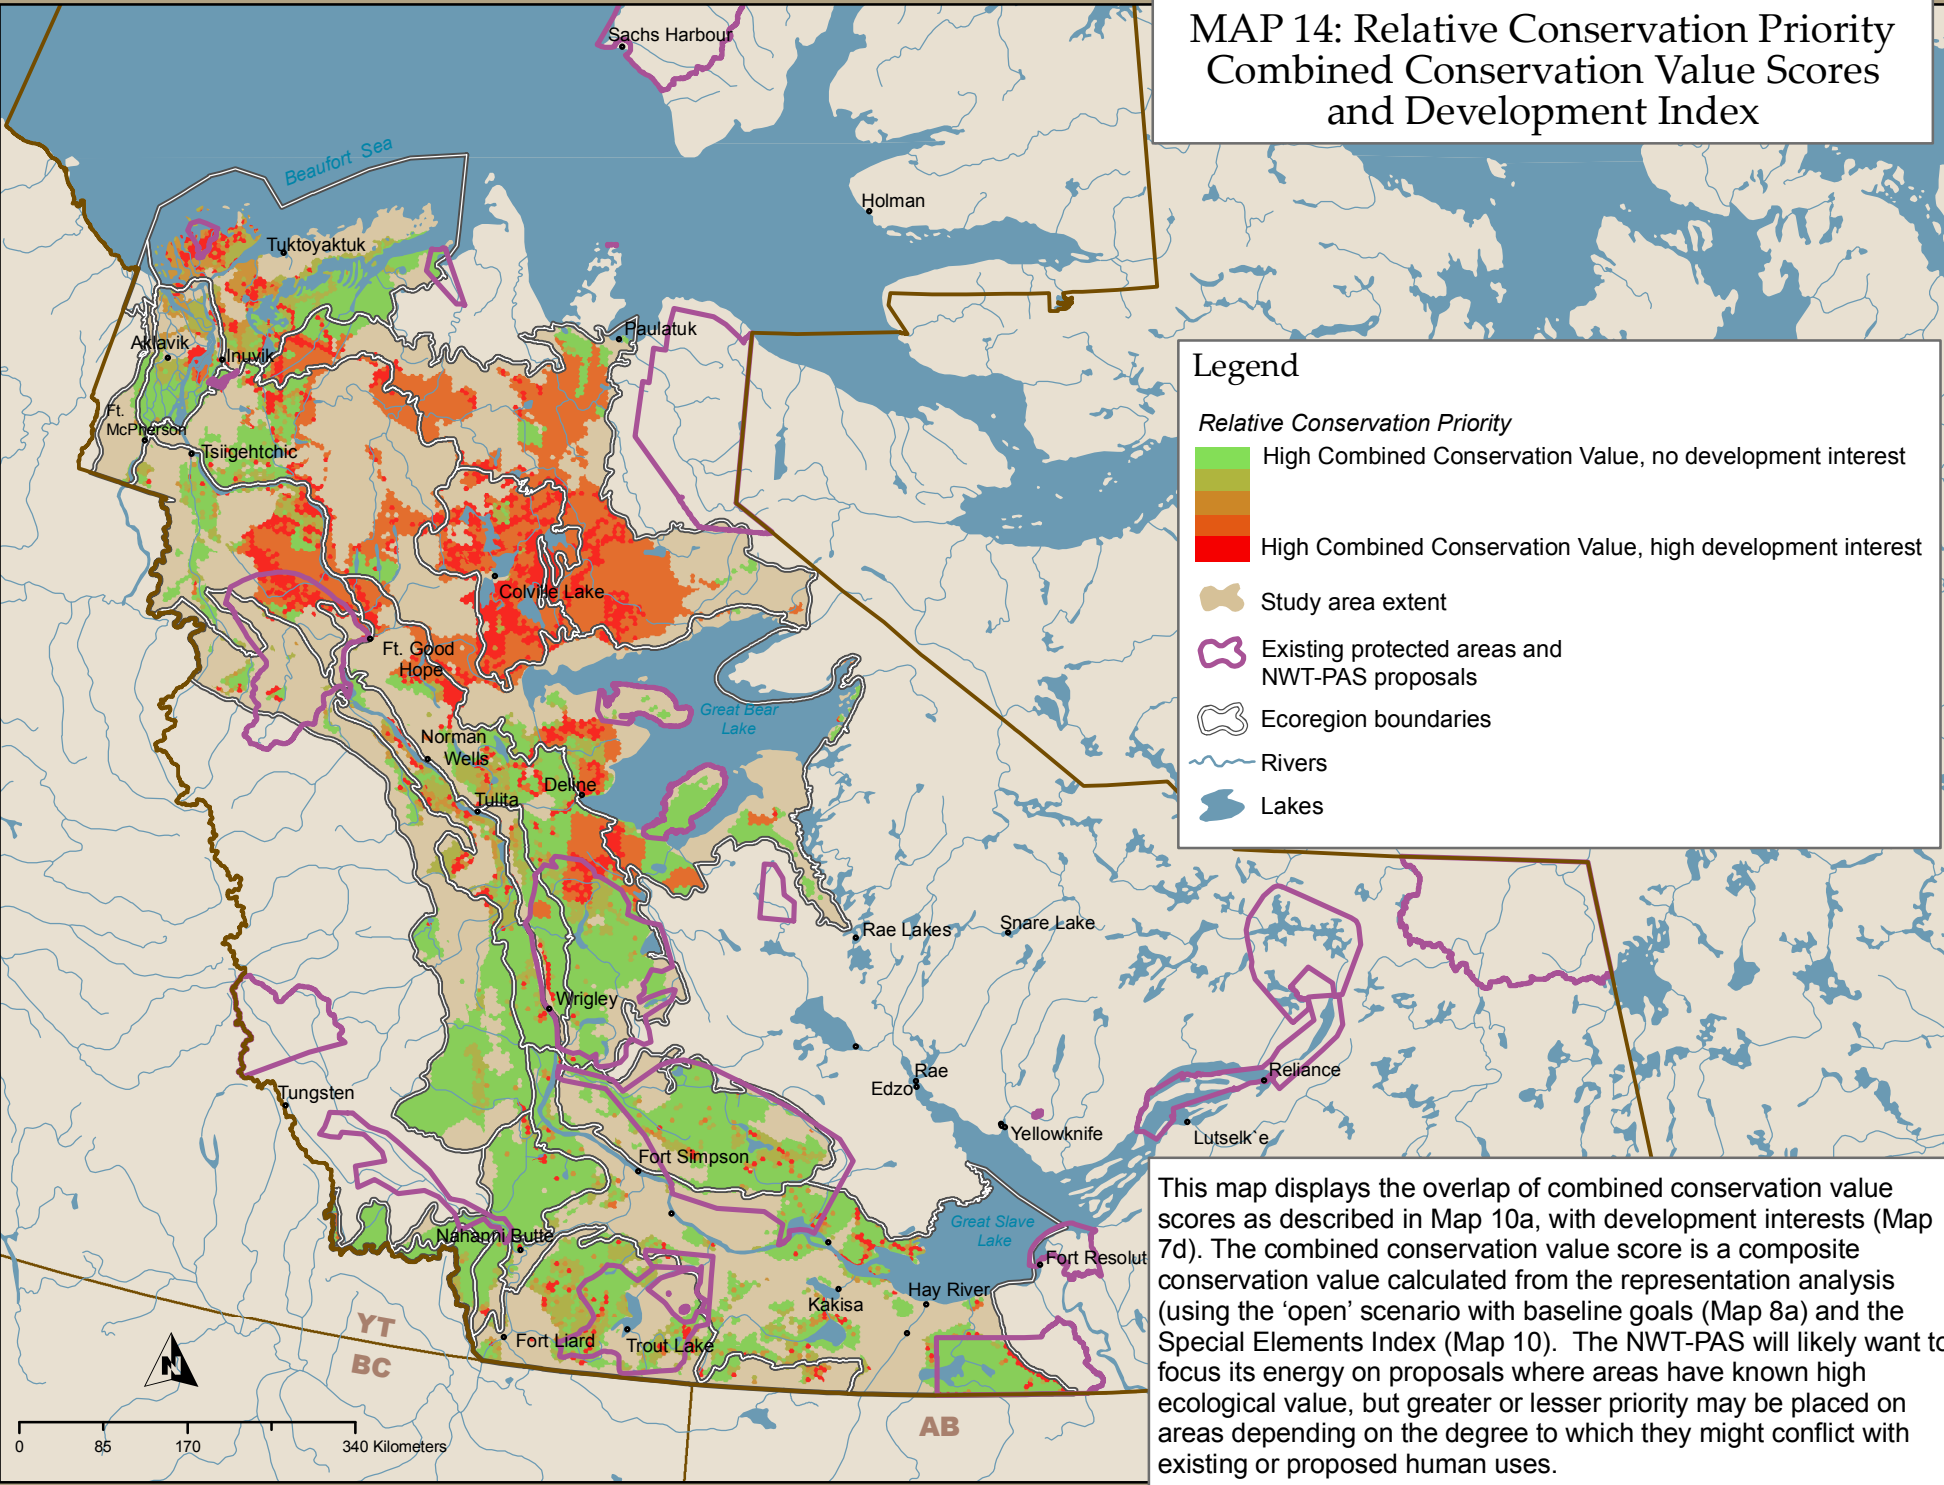 MAP 14: Relative Conservation Priority
Combined Conservation Value Scores
and Development Index
Sachs Harbour
Beaufort Sea
Holman
Tuktoyaktuk
Paulatuk
Aklavik
Inuvik
Ft.
McPherson
Tsiigehtchic
Colville Lake
Ft. Good
Hope
Great Bear
Lake
Norman
Wells
Deline
Tulita
Rae Lakes
Snare Lake
Wrigley
Tungsten
Rae
Edzo
Reliance
Yellowknife
Lutselk`e
Fort Simpson
Great Slave
Lake
Nahanni Butte
Fort Resolut
Hay River
Kakisa
Fort Liard
Trout Lake
YT
BC
AB
N
0 85 170 340 Kilometers
Legend
Relative Conservation Priority
High Combined Conservation Value, no development interest
High Combined Conservation Value, high development interest
Study area extent
Existing protected areas and
NWT-PAS proposals
Ecoregion boundaries
Rivers
Lakes
This map displays the overlap of combined conservation value
scores as described in Map 10a, with development interests (Map
7d). The combined conservation value score is a composite
conservation value calculated from the representation analysis
(using the ‘open’ scenario with baseline goals (Map 8a) and the
Special Elements Index (Map 10).  The NWT-PAS will likely want to
focus its energy on proposals where areas have known high
ecological value, but greater or lesser priority may be placed on
areas depending on the degree to which they might conflict with
existing or proposed human uses.